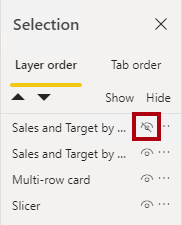 Selection
Layer order Tab order
Show Hide
Sales and Target by ...
Sales and Target by ...
Multi-row card
Slicer